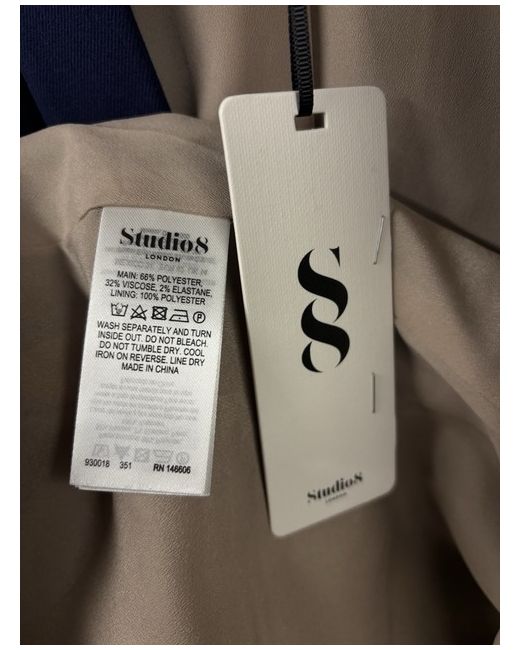 Studio8
LONDON
MAIN: 66% POLYESTER,
32% VISCOSE, 2% ELASTANE,
LINING: 100% POLYESTER
WASH SEPARATELY AND TURN
INSIDE OUT. DO NOT BLEACH.
DO NOT TUMBLE DRY. COOL
IRON ON REVERSE. LINE DRY
MADE IN CHINA
930018 351 RN 146606
Studio8
LONDON